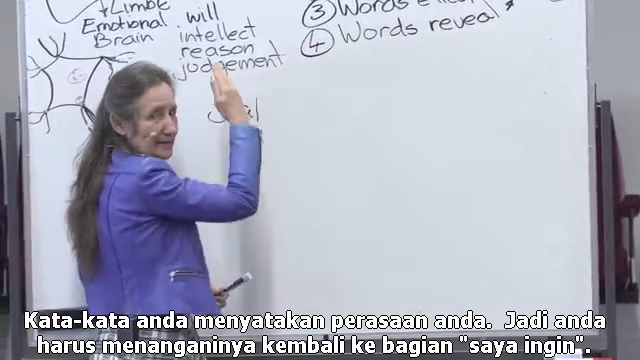 Limbic
Emotional
Brain
will
intellect
reason
judgement
③ Words effect
④ Words reveal
Kata-kata anda menyatakan perasaan anda.  Jadi anda
harus menanganinya kembali ke bagian "saya ingin".